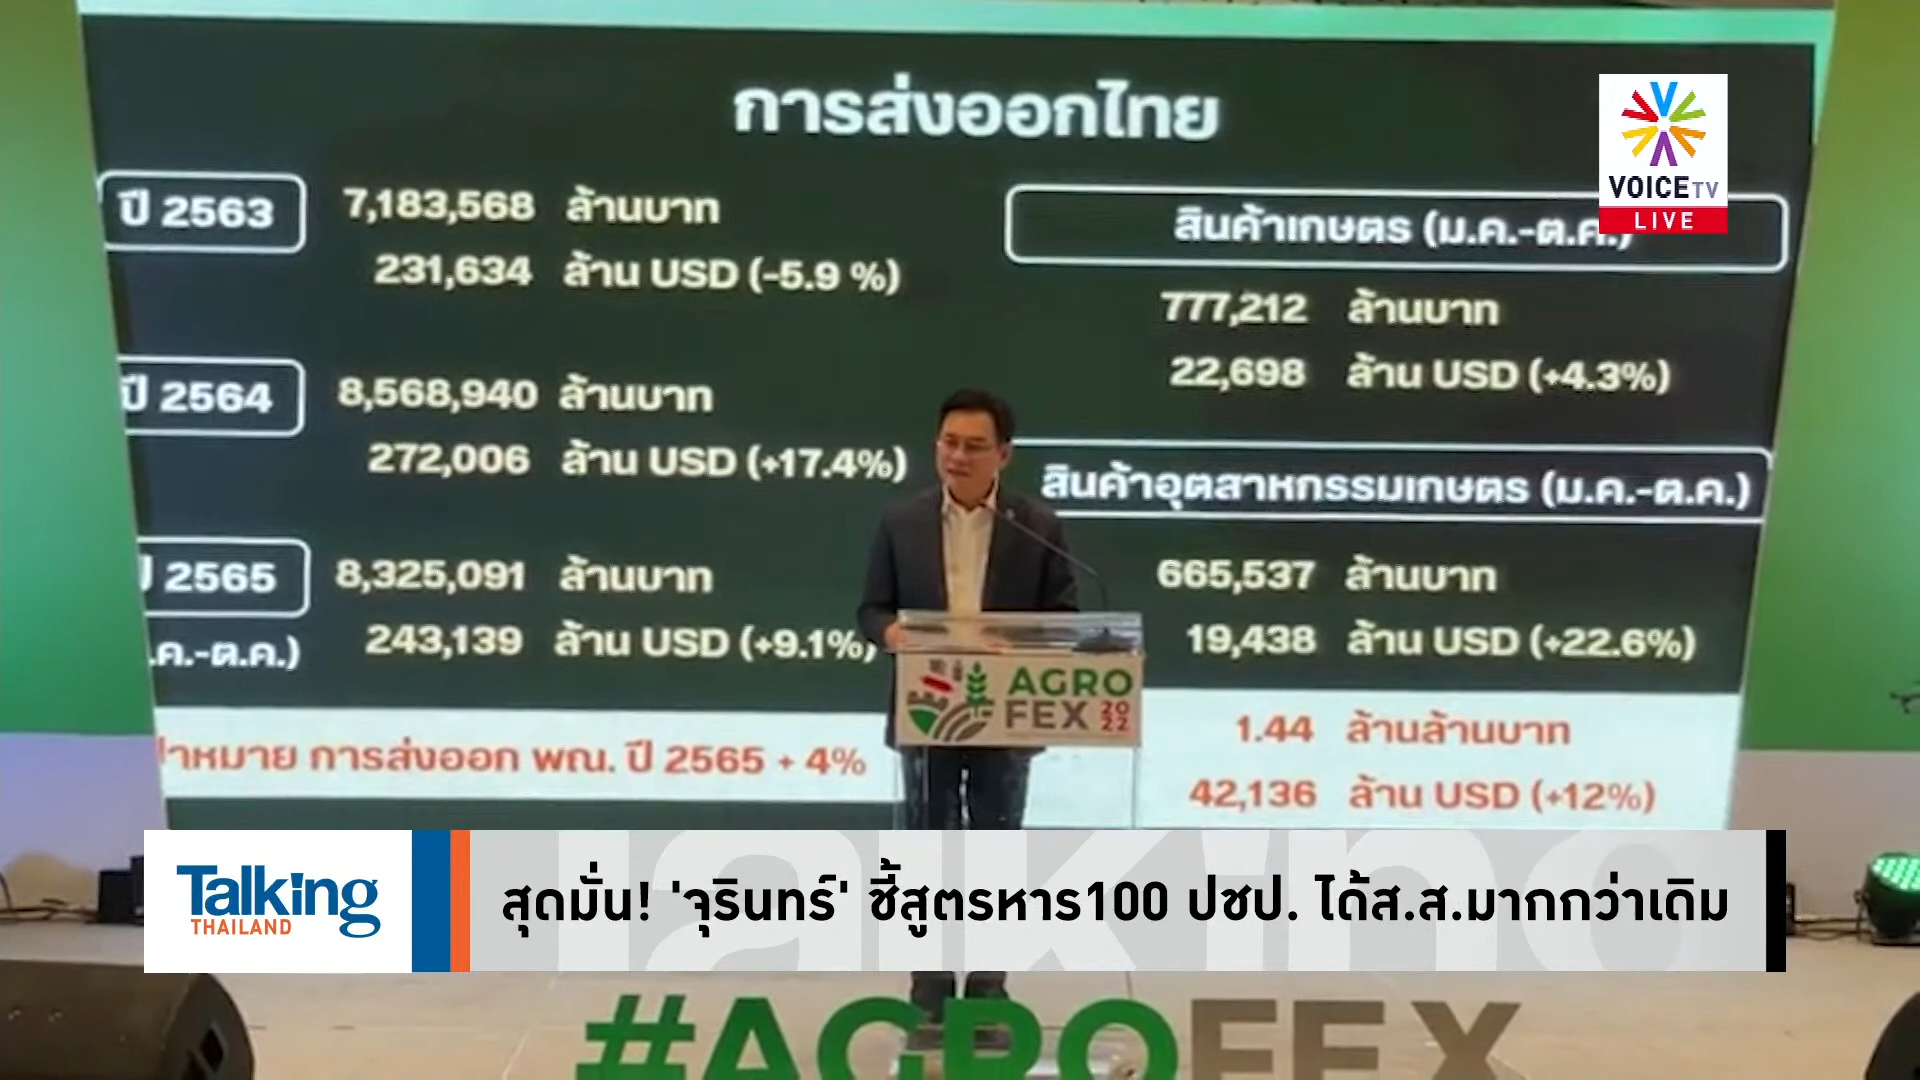 การส่งออกไทย
ปี 2563
7,183,568 ล้านบาท
231,634 ล้าน USD (-5.9 %)
ปี 2564
8,568,940 ล้านบาท
272,006 ล้าน USD (+17.4%)
2565
.ค.-ต.ค.)
8,325,091 ล้านบาท
243,139 ล้าน USD (+9.1%)
าหมาย การส่งออก พณ. ปี 2565 + 4%
สินค้าเกษตร (ม.ค.-ต.ค.)
777,212 ล้านบาท
22,698 ล้าน USD (+4.3%)
สินค้าอุตสาหกรรมเกษตร (ม.ค.-ต.ค.)
665,537 ล้านบาท
19,438 ล้าน USD (+22.6%)
1.44 ล้านล้านบาท
42,136 ล้าน USD (+12%)
VOICE TV
LIVE
AGRO
FEX 2022
Talking
THAILAND
สุดมั่น! 'จุรินทร์' ชี้สูตรหาร100 ปชป. ได้ส.ส.มากกว่าเดิม
#AGROFEX